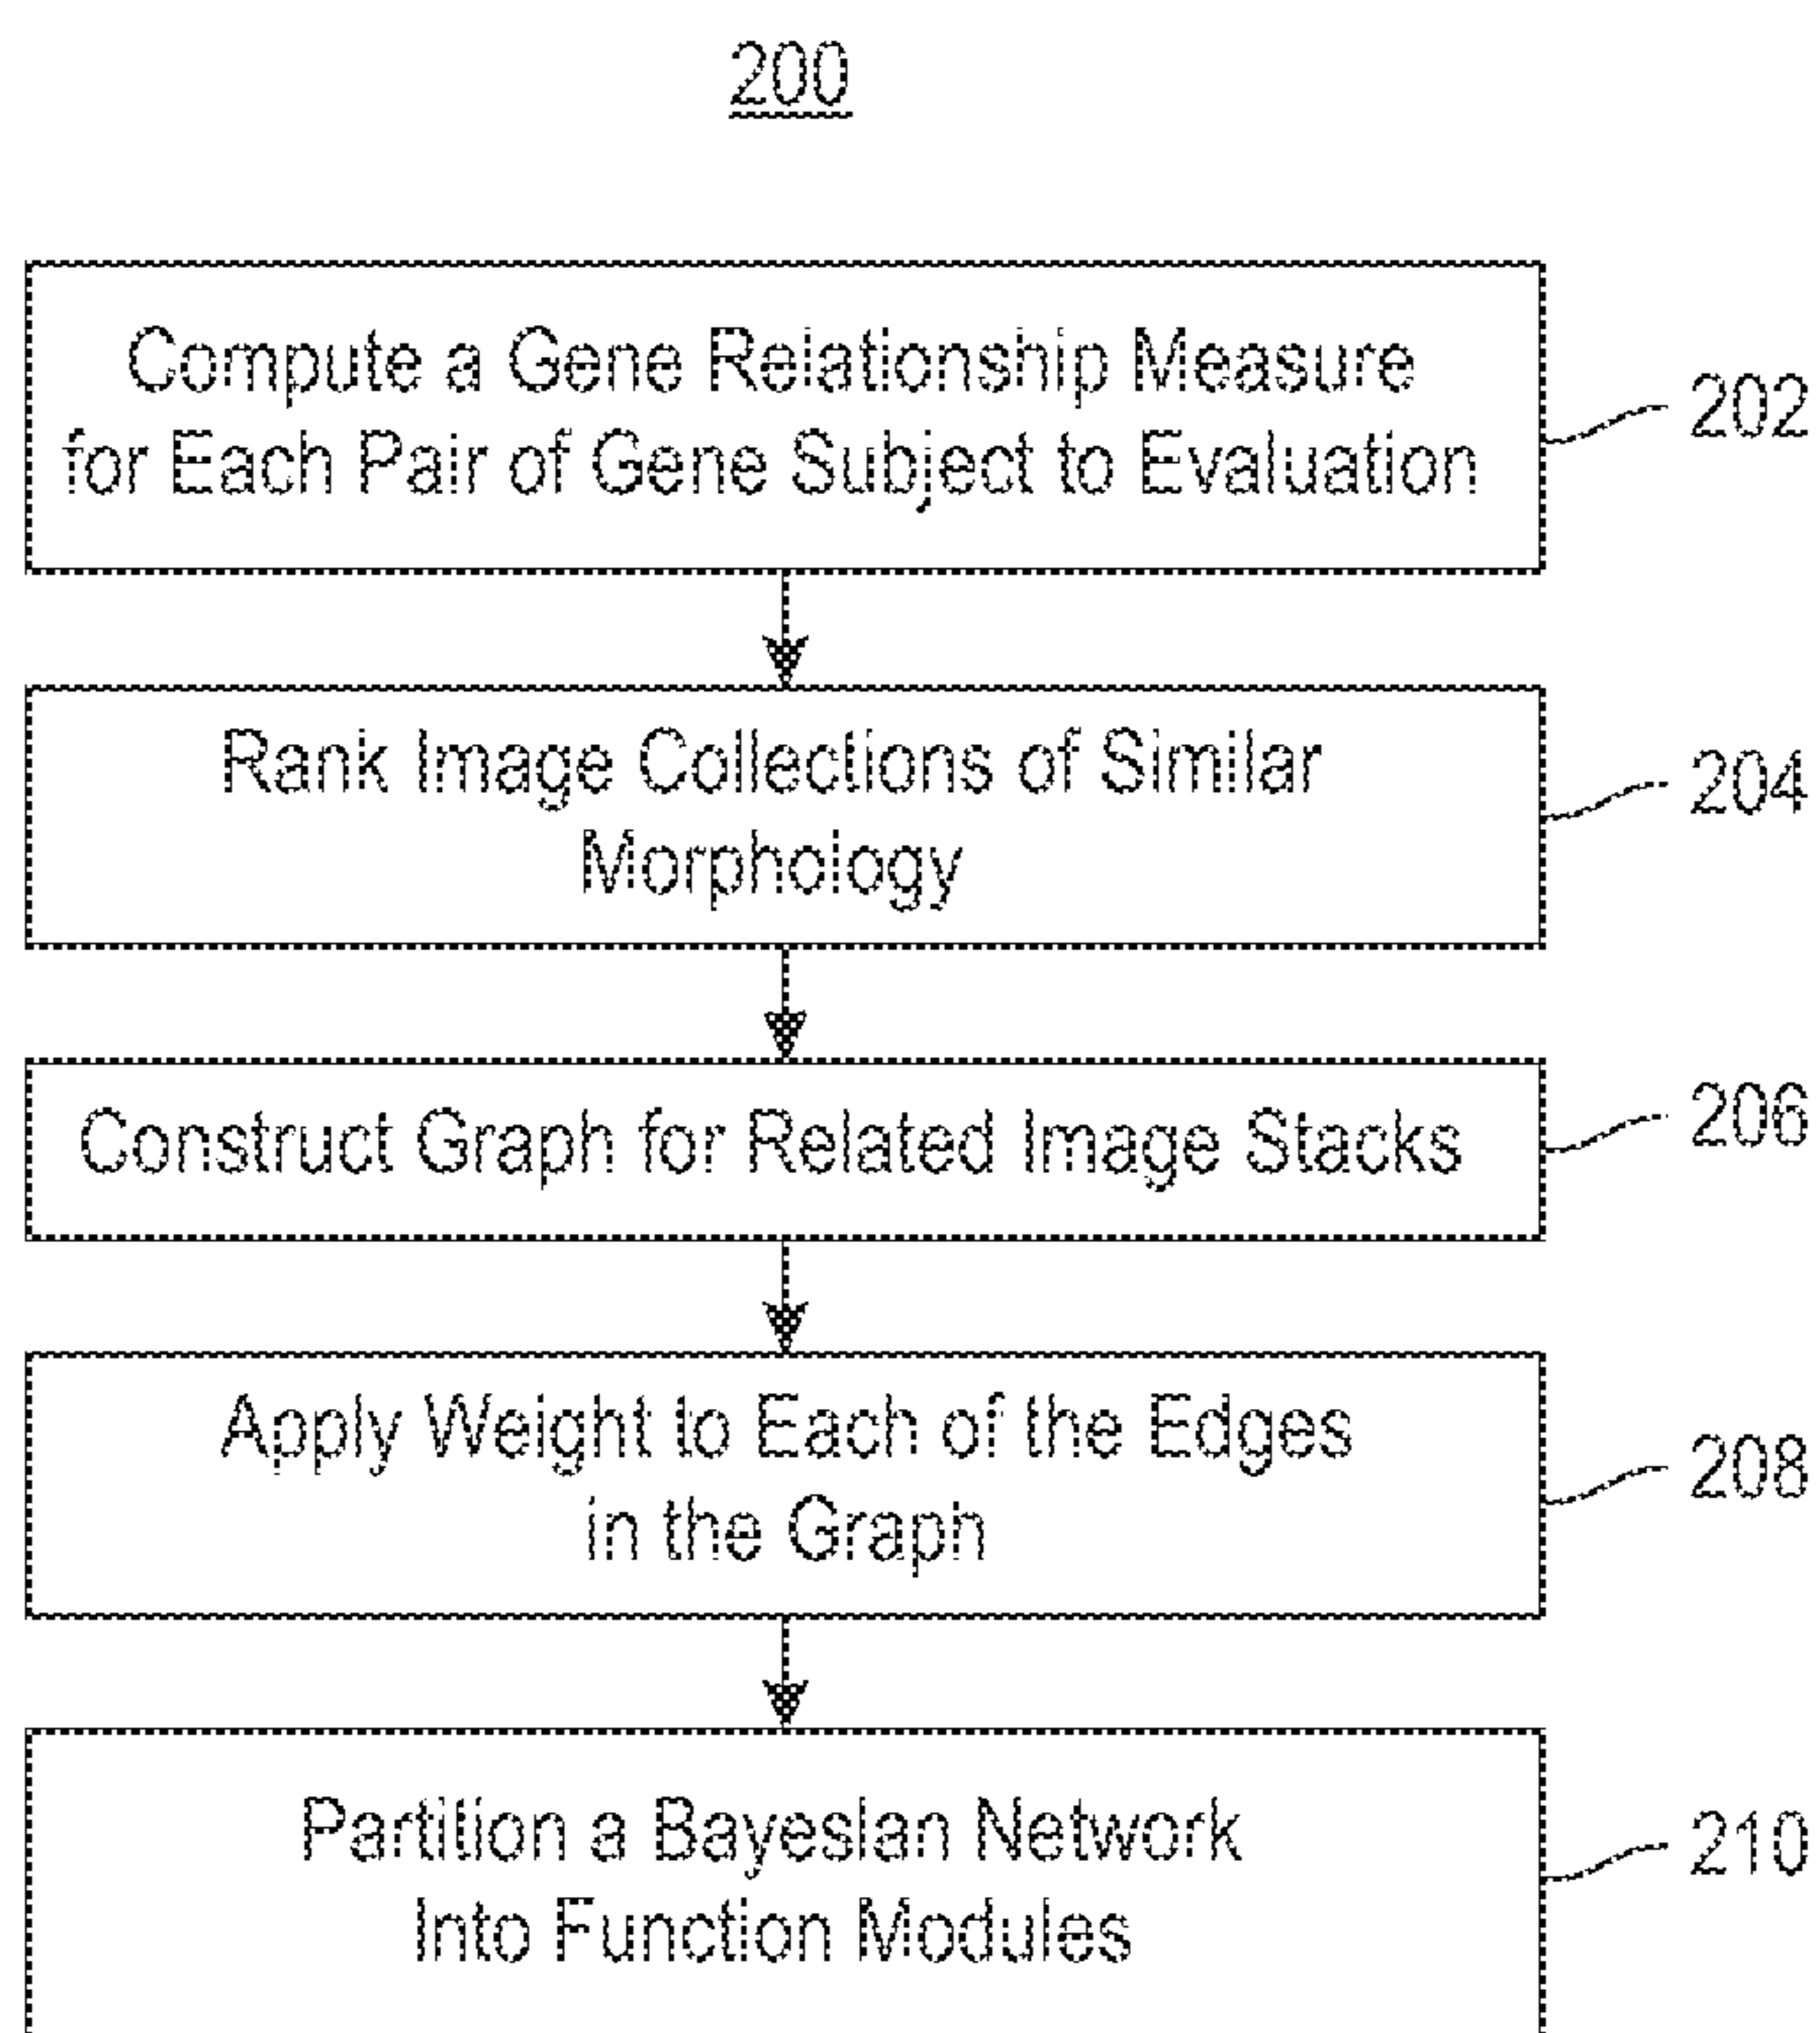 200
Compute a Gene Relationship Measure
for Each Pair of Gene Subject to Evaluation
202
Rank Image Collections of Similar
Morphology
204
Construct Graph for Related Image Stacks
206
Apply Weight to Each of the Edges
in the Graph
208
Partition a Bayesian Network
Into Function Modules
210